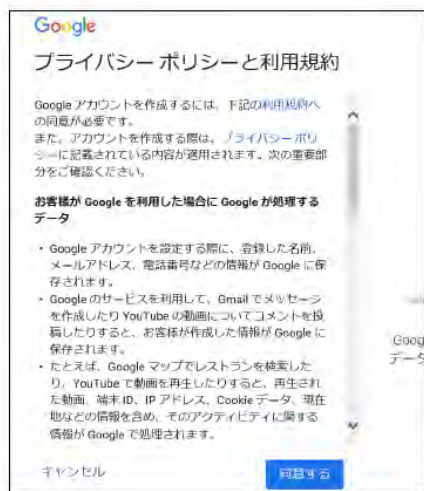 Google
プライバシー ポリシーと利用規約
Google アカウントを作成するには、下記の利用規約へ
の同意が必要です。
また、アカウントを作成する際は、プライバシー ポリ
シーに記載されている内容が適用されます。次の重要部
分をご確認ください。
お客様が Google を利用した場合に Google が処理する
データ
・ Google アカウントを設定する際に、登録した名前、
メールアドレス、電話番号などの情報が Google に保
存されます。
・ Google のサービスを利用して、Gmail でメッセージ
を作成したり YouTube の動画についてコメントを投
稿したりすると、お客様が作成した情報が Google に
保存されます。
・ たとえば、Google マップでレストランを検索した
り、YouTube で動画を再生したりすると、再生され
た動画、端末 ID、IP アドレス、Cookie データ、現在
地などの情報を含め、そのアクティビティに関する
情報が Google で処理されます。
キャンセル
同意する
Goog
データ